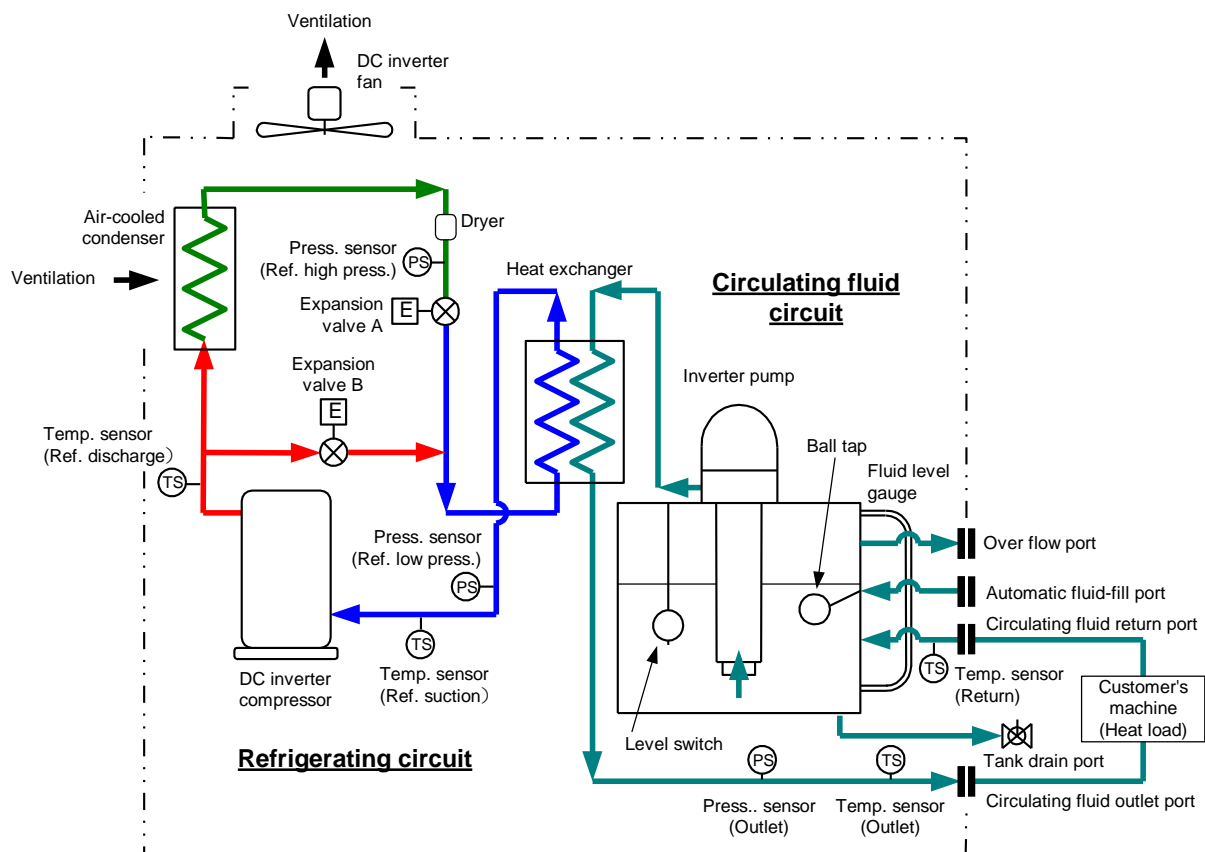 Ventilation
DC inverter
fan
Air-cooled
condenser
Ventilation
Dryer
Press. sensor
(Ref. high press.)
PS
Expansion
valve A
E
Heat exchanger
Circulating fluid
circuit
Expansion
valve B
E
Inverter pump
Temp. sensor
(Ref. discharge)
TS
Ball tap
Fluid level
gauge
Press. sensor
(Ref. low press.)
PS
Over flow port
Automatic fluid-fill port
Circulating fluid return port
TS
Temp. sensor
(Return)
TS
Temp. sensor
(Ref. suction)
DC inverter
compressor
Customer's
machine
(Heat load)
Level switch
Refrigerating circuit
Tank drain port
PS
TS
Press.. sensor
(Outlet)
Temp. sensor
(Outlet)
Circulating fluid outlet port